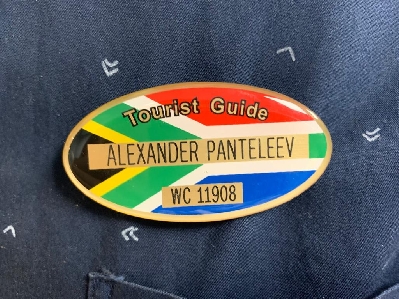 Tourist Guide
ALEXANDER PANTELEEV
WC 11908